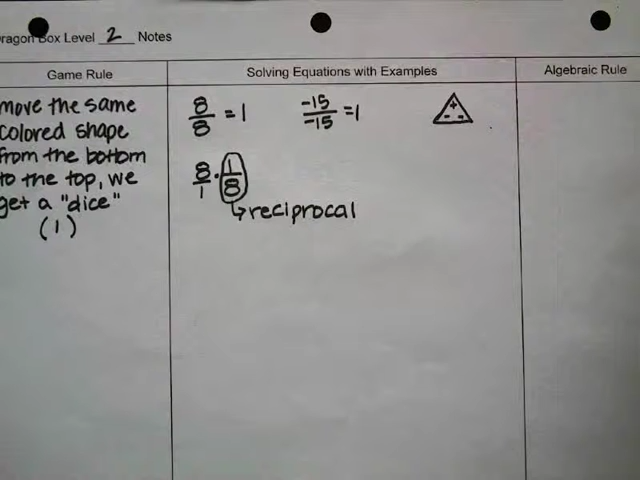 ragon Box Level 2 Notes
Game Rule
Solving Equations with Examples
Algebraic Rule
move the same
colored shape
from the bottom
to the top, we
get a "dice"
(1)
8/8 = 1
-15/-15 = 1
+
- -
8/1 · 1/8
reciprocal